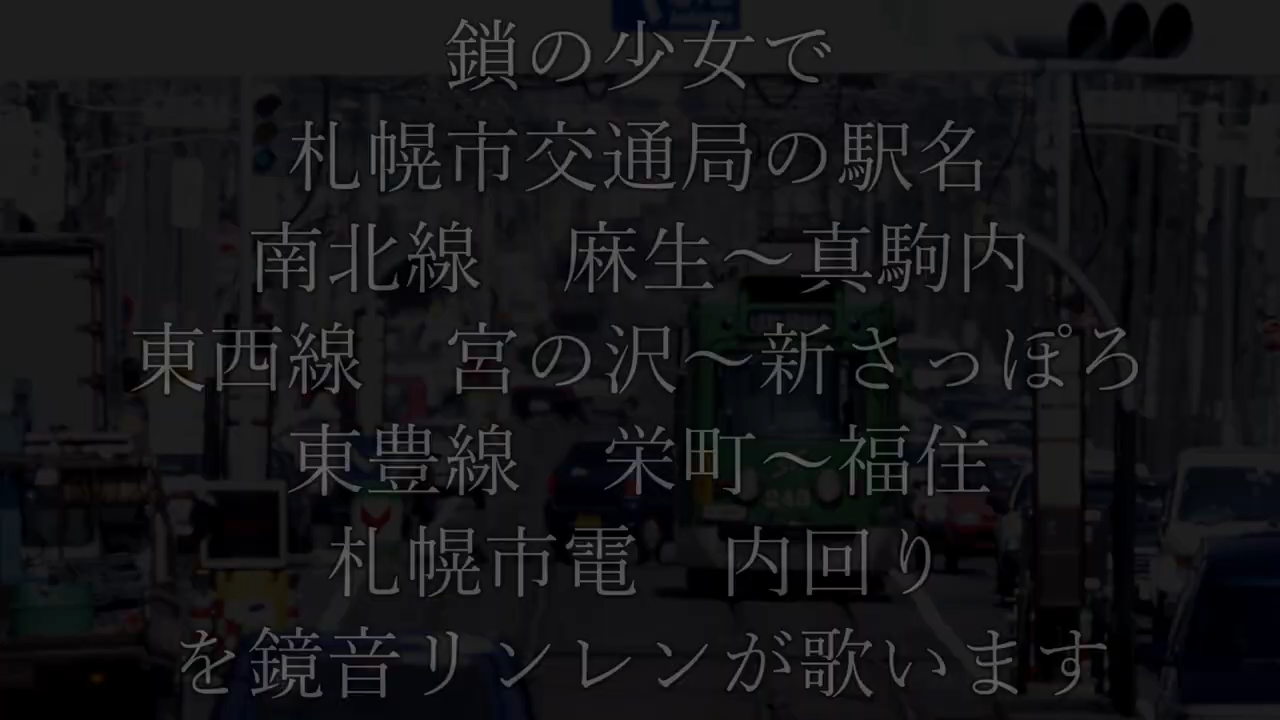 鎖の少女で
札幌市交通局の駅名
南北線　麻生～真駒内
東西線　宮の沢～新さっぽろ
東豊線　栄町～福住
札幌市電　内回り
を鏡音リンレンが歌います
248